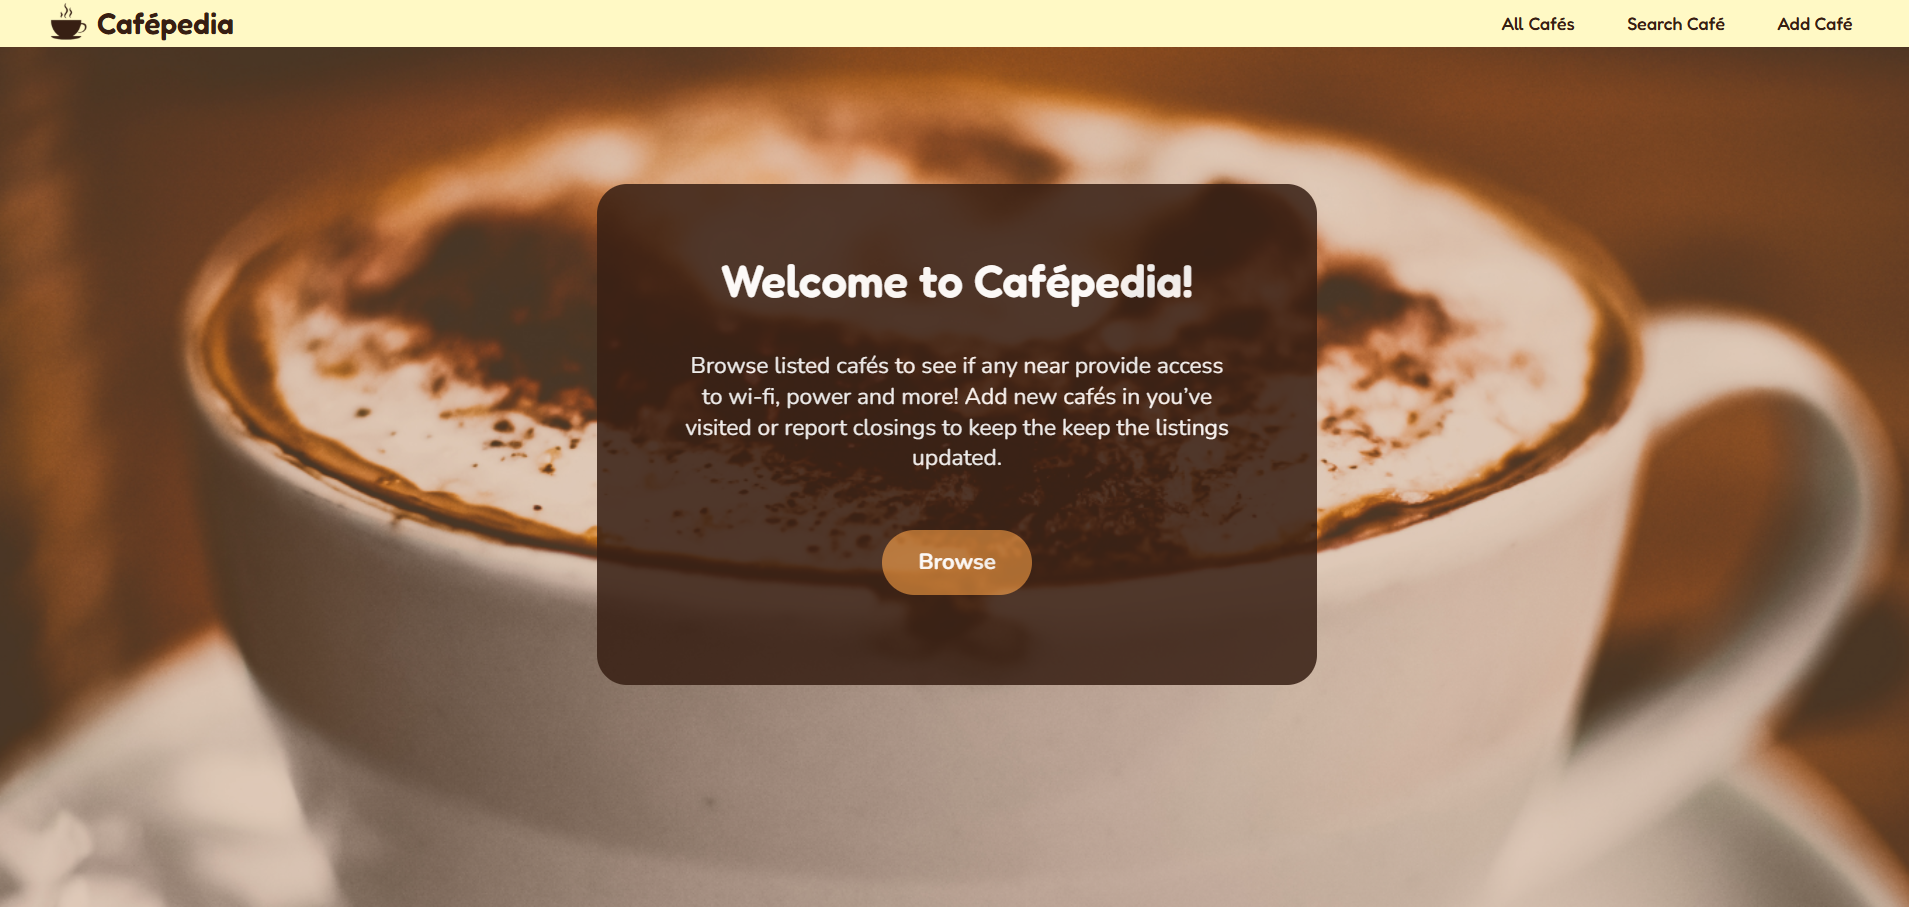 Cafépedia
All Cafés
Search Café
Add Café
Welcome to Cafépedia!
Browse listed cafés to see if any near provide access
to wi-fi, power and more! Add new cafés in you’ve
visited or report closings to keep the keep the listings
updated.
Browse